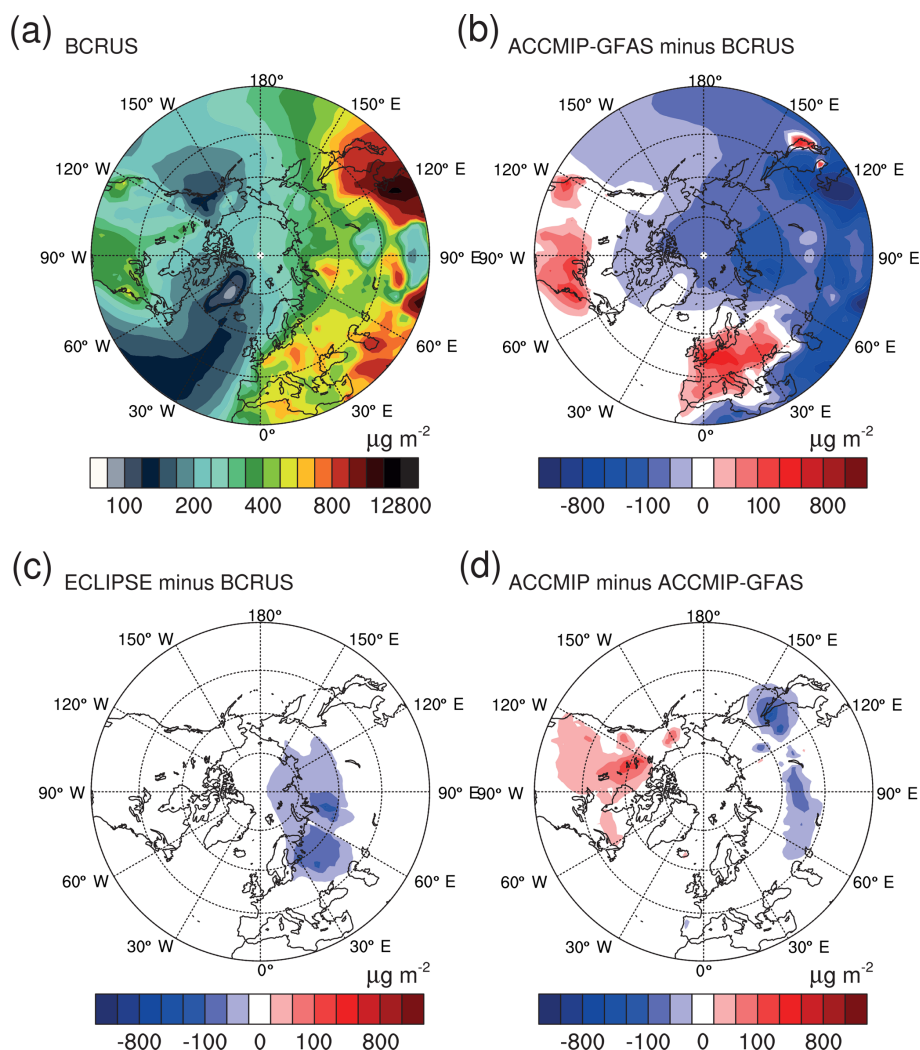 (a) BCRUS
180°
150° W 150° E
120° W 120° E
90° W 90° E
60° W 60° E
30° W 30° E
0°
μg m-2
100 200 400 800 12800
(b) ACCMIP-GFAS minus BCRUS
180°
150° W 150° E
120° W 120° E
90° W 90° E
60° W 60° E
30° W 30° E
0°
μg m-2
-800 -100 0 100 800
(c) ECLIPSE minus BCRUS
180°
150° W 150° E
120° W 120° E
90° W 90° E
60° W 60° E
30° W 30° E
0°
μg m-2
-800 -100 0 100 800
(d) ACCMIP minus ACCMIP-GFAS
180°
150° W 150° E
120° W 120° E
90° W 90° E
60° W 60° E
30° W 30° E
0°
μg m-2
-800 -100 0 100 800